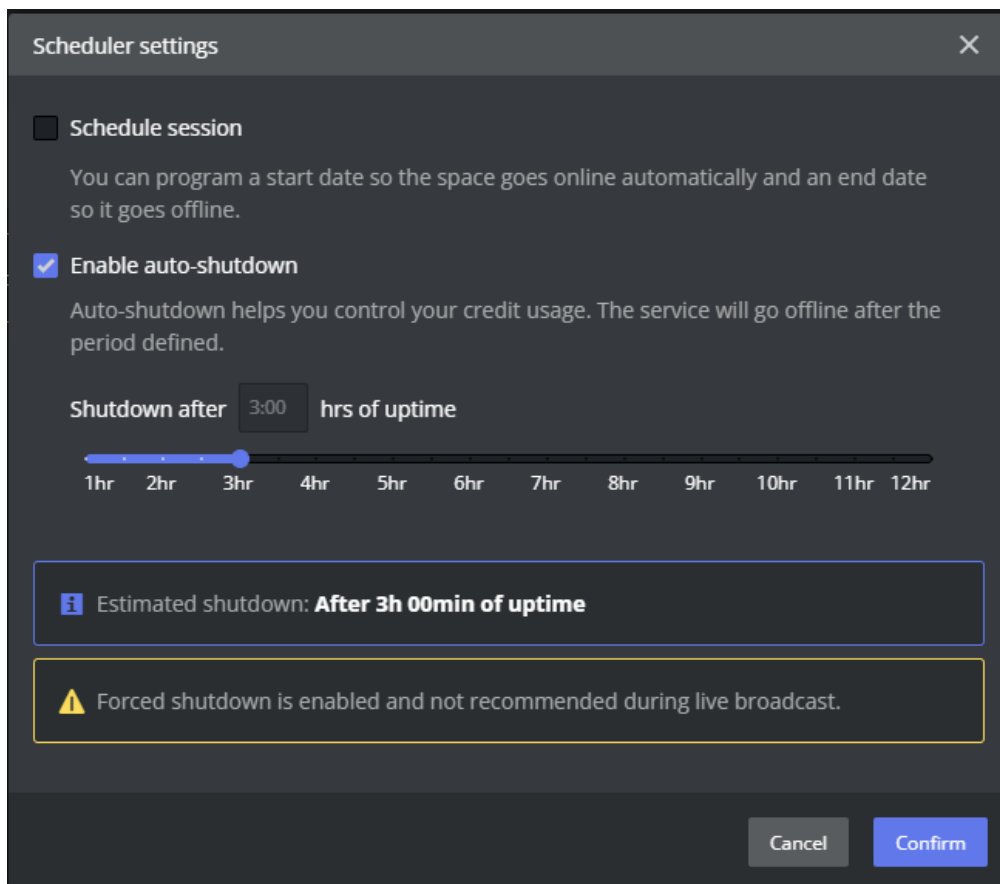 Scheduler settings
Schedule session
You can program a start date so the space goes online automatically and an end date
so it goes offline.
Enable auto-shutdown
Auto-shutdown helps you control your credit usage. The service will go offline after the
period defined.
Shutdown after 3:00 hrs of uptime
1hr 2hr 3hr 4hr 5hr 6hr 7hr 8hr 9hr 10hr 11hr 12hr
Estimated shutdown: After 3h 00min of uptime
Forced shutdown is enabled and not recommended during live broadcast.
Cancel Confirm